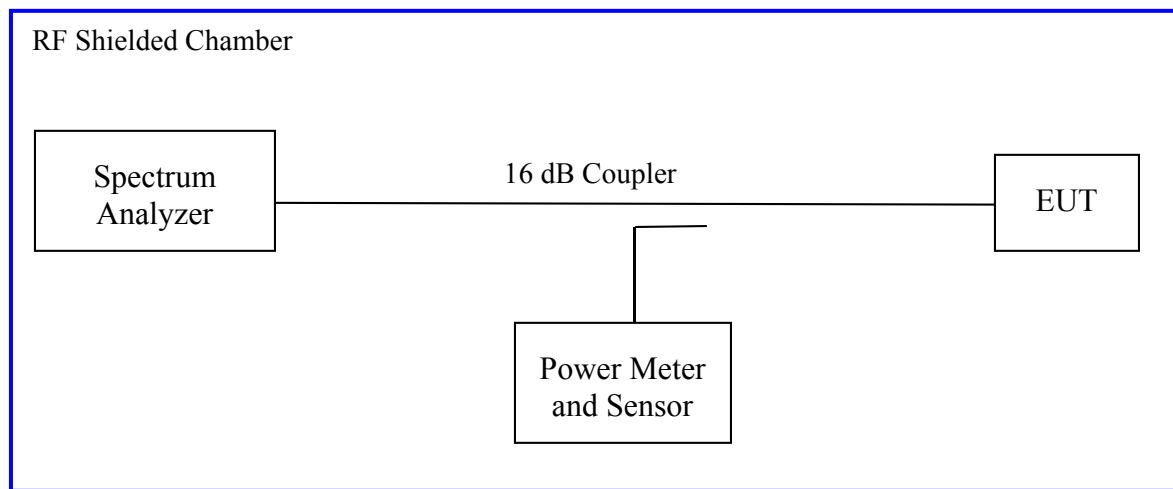 RF Shielded Chamber
Spectrum
Analyzer
16 dB Coupler
EUT
Power Meter
and Sensor